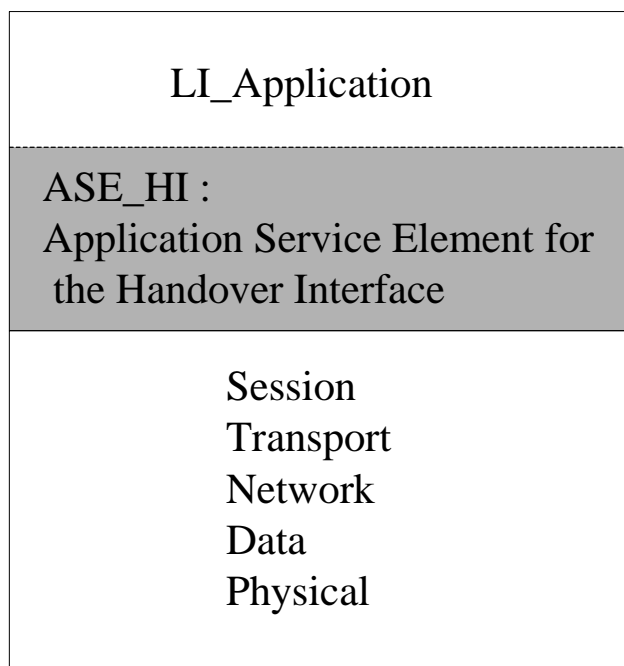 LI_Application
ASE_HI :
Application Service Element for
the Handover Interface
Session
Transport
Network
Data
Physical